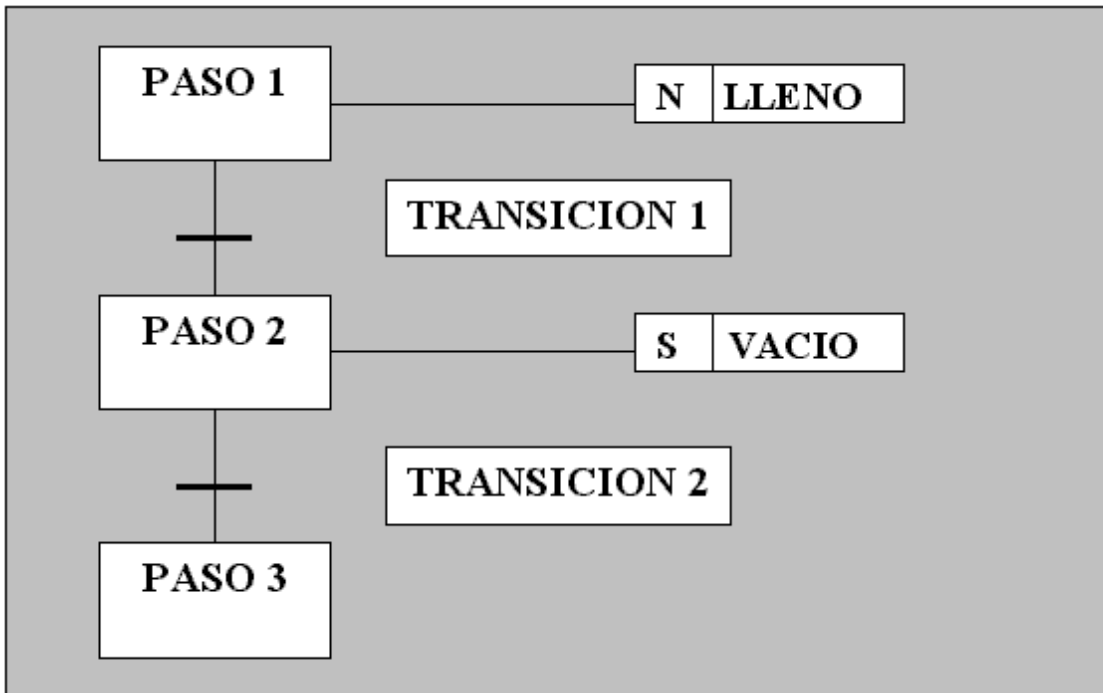 PASO 1
N LLENO
TRANSICION 1
PASO 2
S VACIO
TRANSICION 2
PASO 3